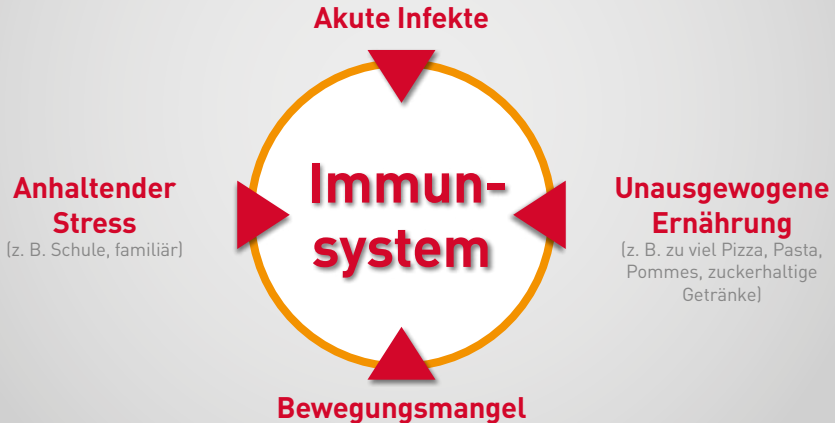 Akute Infekte
Anhaltender
Stress
(z. B. Schule, familiär)
Immun-
system
Unausgewogene
Ernährung
(z. B. zu viel Pizza, Pasta,
Pommes, zuckerhaltige
Getränke)
Bewegungsmangel